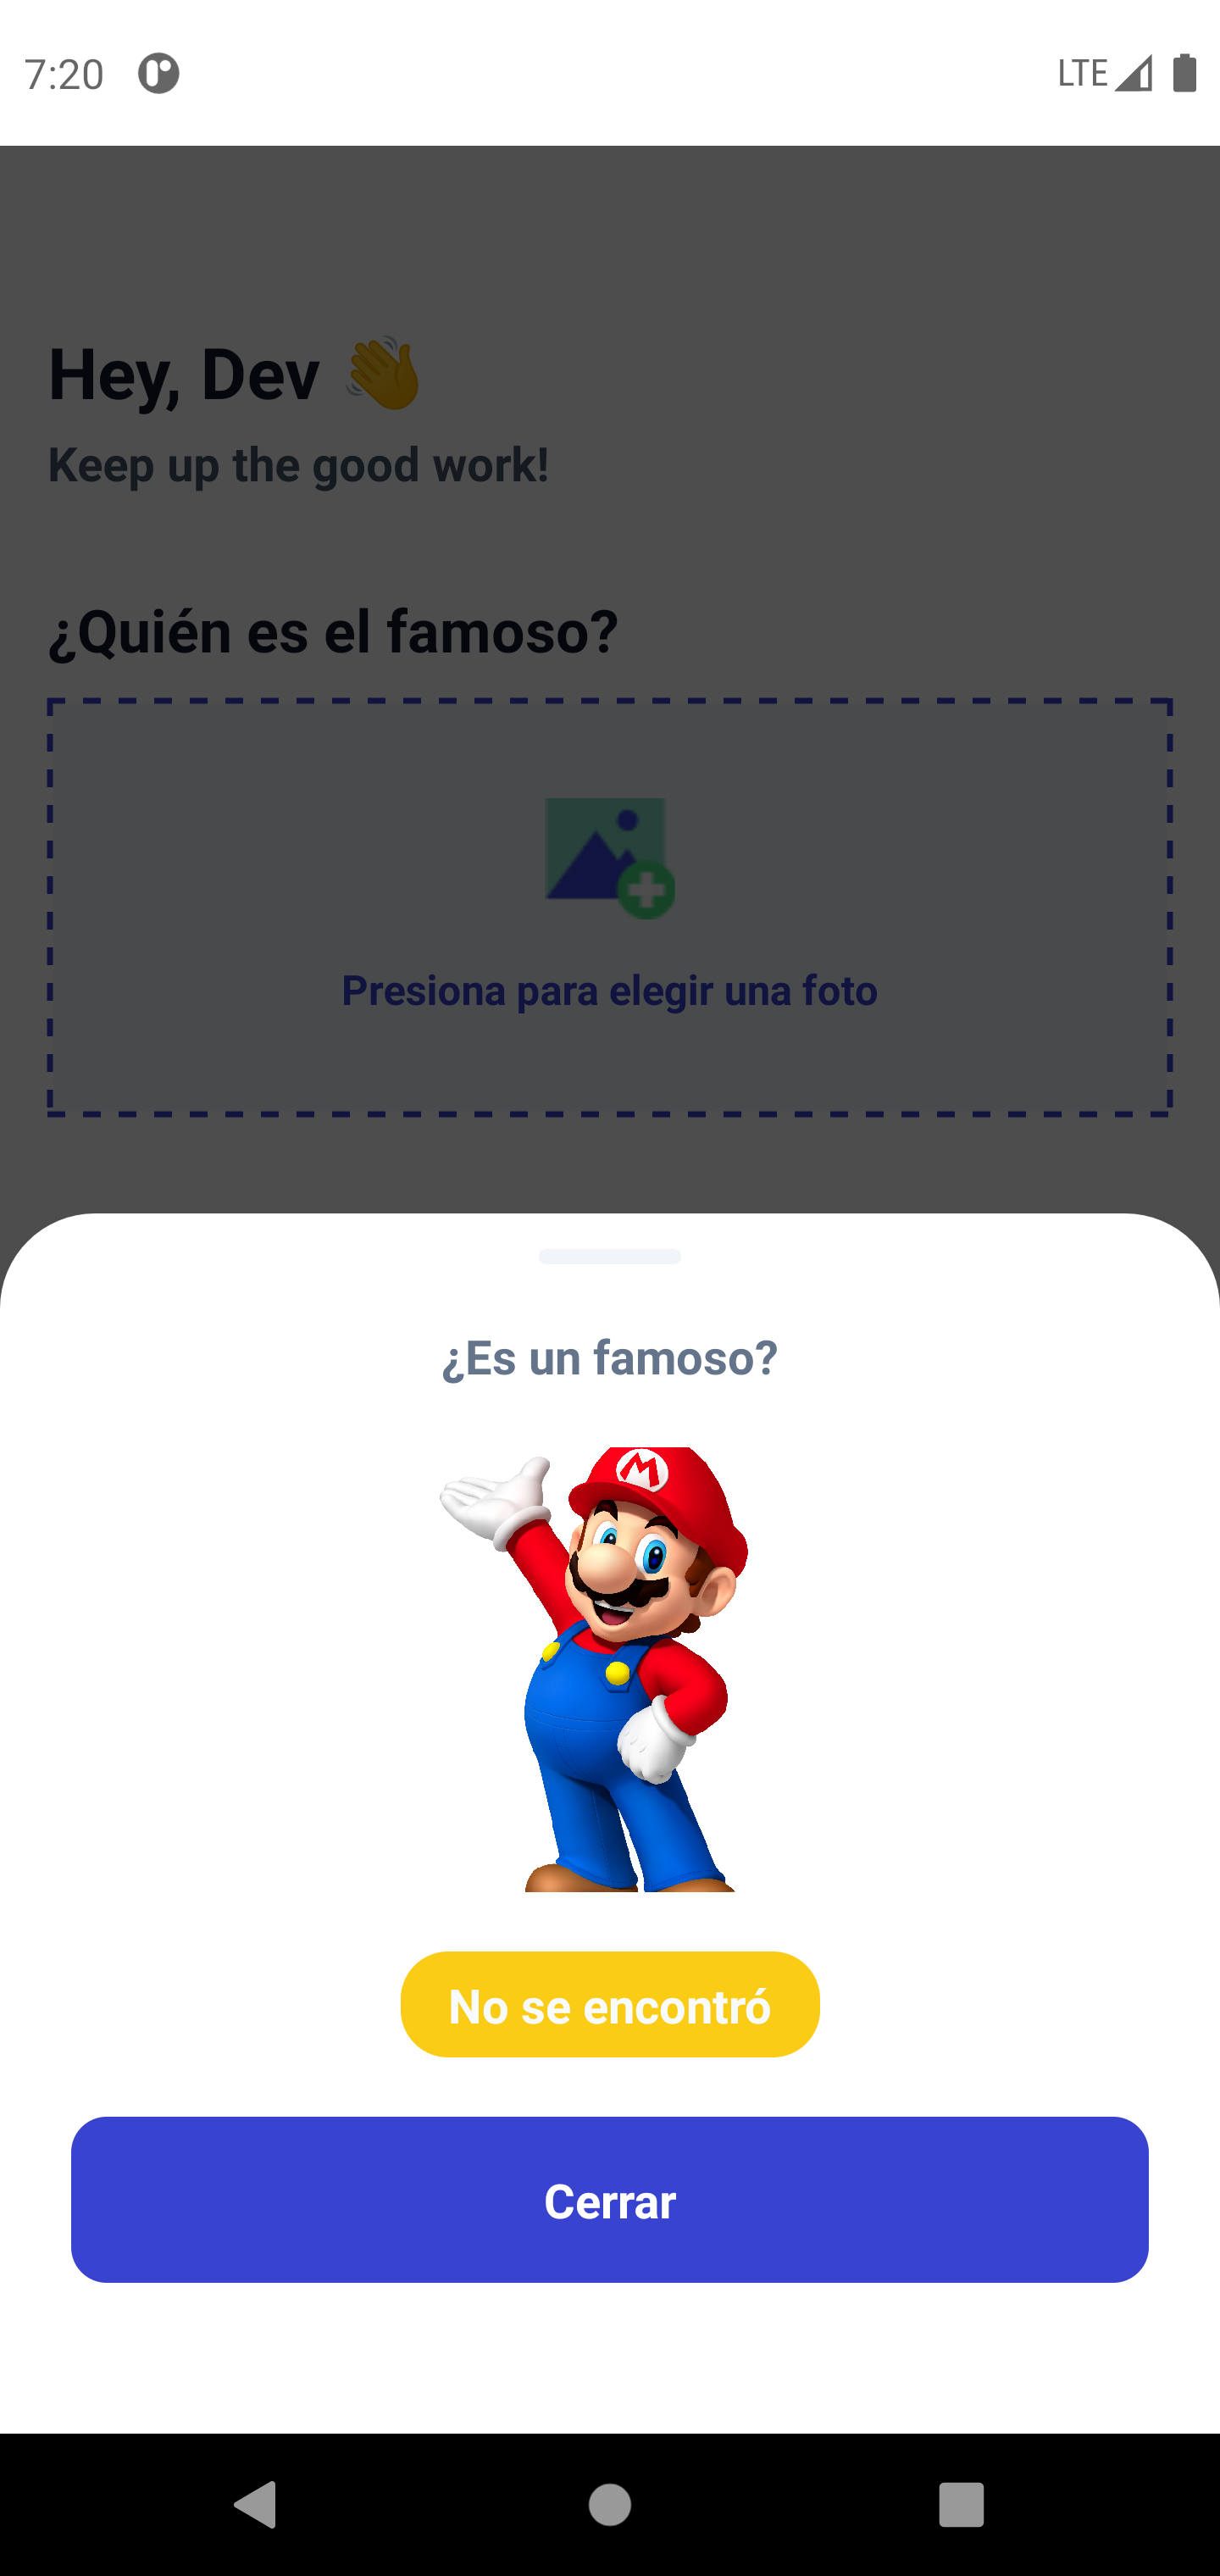 7:20
LTE
Hey, Dev 👋
Keep up the good work!
¿Quién es el famoso?
Presiona para elegir una foto
¿Es un famoso?
M
No se encontró
Cerrar